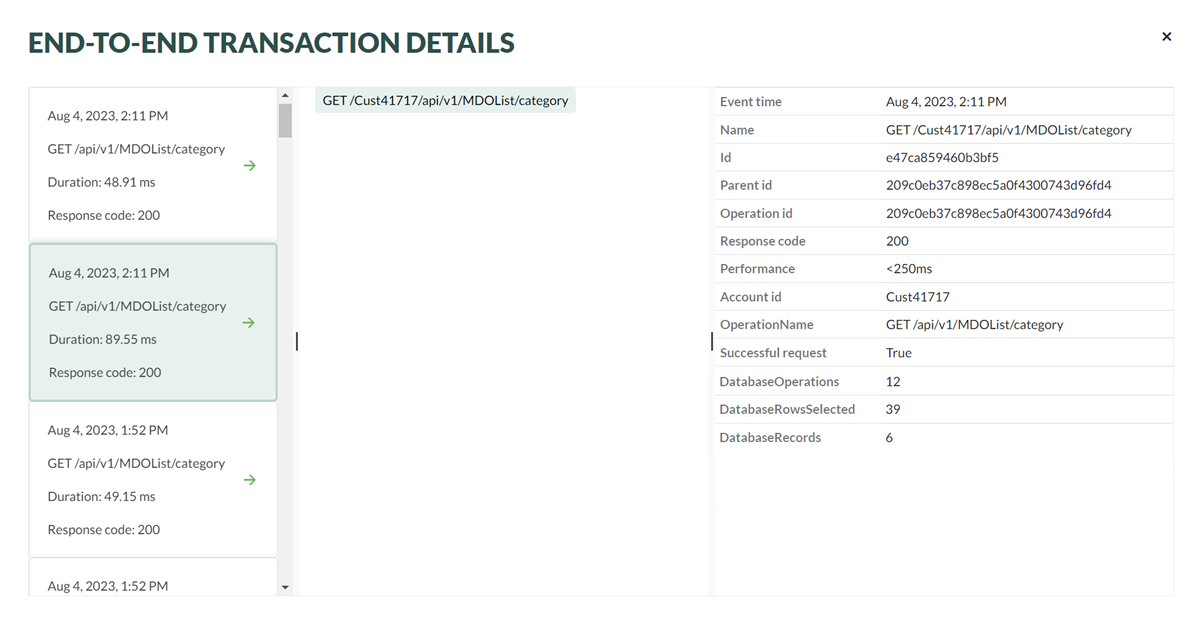 END-TO-END TRANSACTION DETAILS
Aug 4, 2023, 2:11 PM
GET /api/v1/MDOList/category
Duration: 48.91 ms
Response code: 200
Aug 4, 2023, 2:11 PM
GET /api/v1/MDOList/category
Duration: 89.55 ms
Response code: 200
Aug 4, 2023, 1:52 PM
GET /api/v1/MDOList/category
Duration: 49.15 ms
Response code: 200
Aug 4, 2023, 1:52 PM
GET /Cust41717/api/v1/MDOList/category
Event time Aug 4, 2023, 2:11 PM
Name GET /Cust41717/api/v1/MDOList/category
Id e47ca859460b3bf5
Parent id 209c0eb37c898ec5a0f4300743d96fd4
Operation id 209c0eb37c898ec5a0f4300743d96fd4
Response code 200
Performance <250ms
Account id Cust41717
OperationName GET /api/v1/MDOList/category
Successful request True
DatabaseOperations 12
DatabaseRowsSelected 39
DatabaseRecords 6